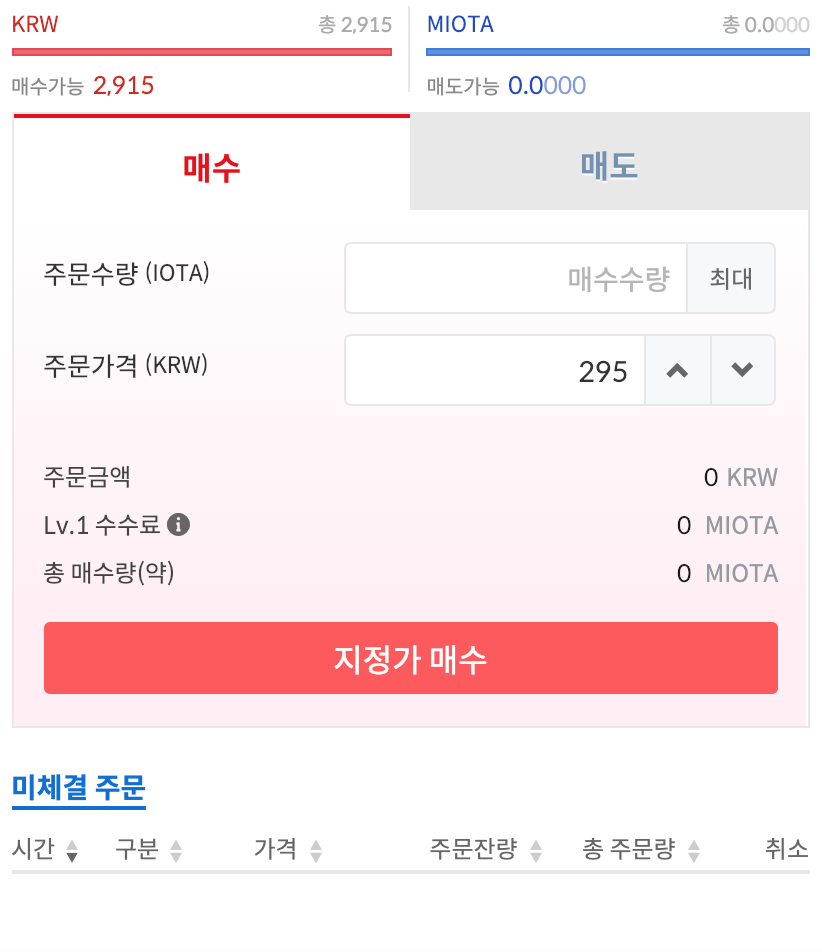 KRW 총 2,915 MIOTA 총 0.0000
매수가능 2,915 매도가능 0.0000
매수 매도
주문수량 (IOTA) 매수수량 최대
주문가격 (KRW) 295
주문금액 0 KRW
Lv.1 수수료 0 MIOTA
총 매수량(약) 0 MIOTA
지정가 매수
미체결 주문
시간 구분 가격 주문잔량 총 주문량 취소